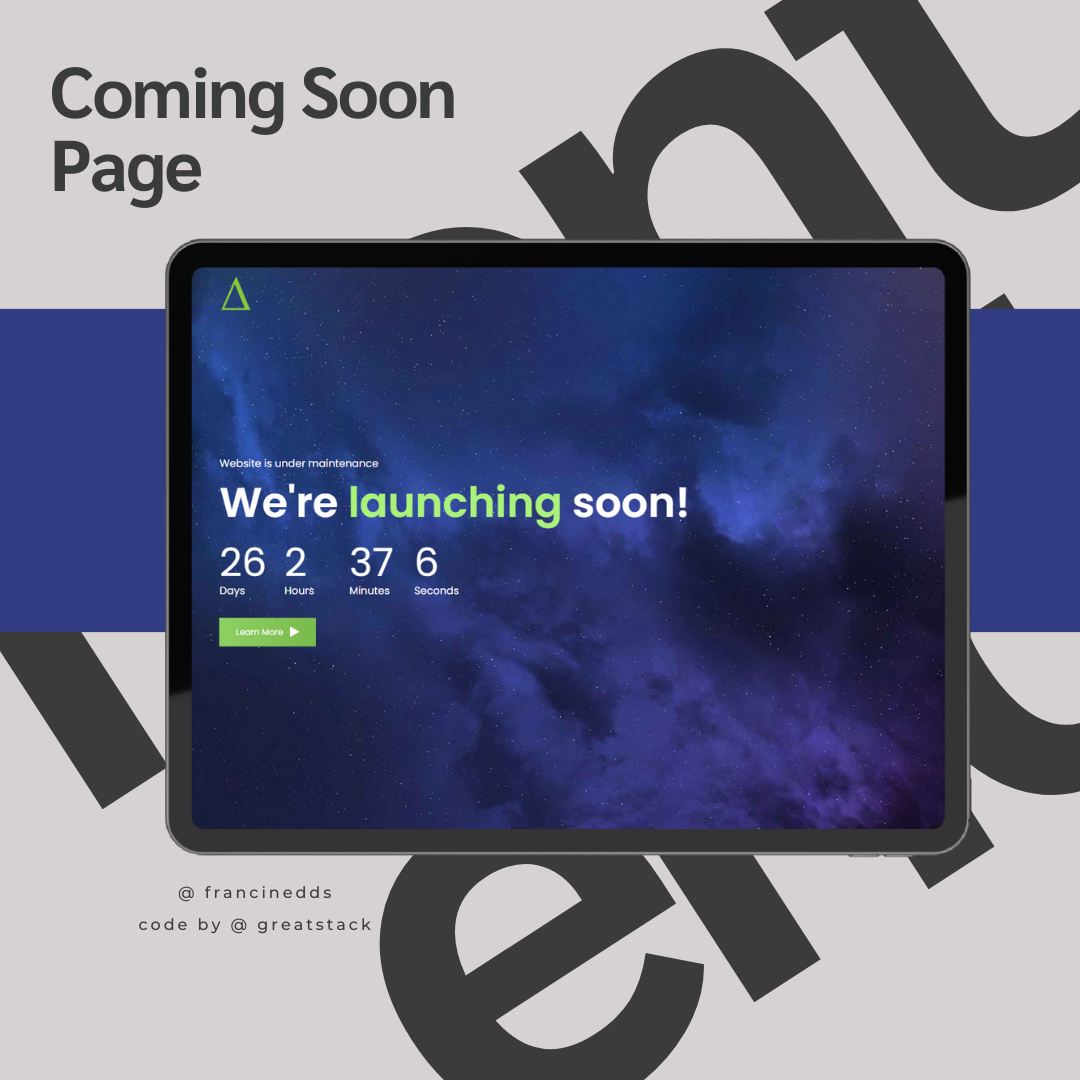 Coming Soon
Page
Website is under maintenance
We're launching soon!
26 2 37 6
Days Hours Minutes Seconds
Learn More
@ francinedds
code by @ greatstack